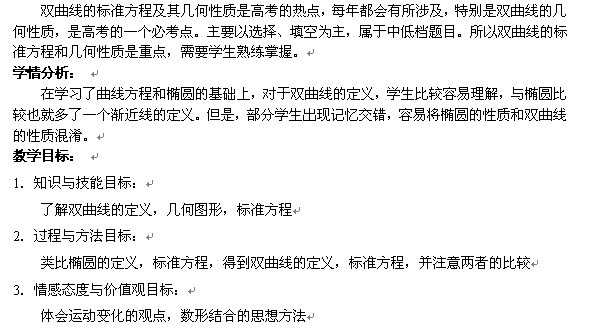 双曲线的标准方程及其几何性质是高考的热点，每年都会有所涉及，特别是双曲线的几
何性质，是高考的一个必考点。主要以选择、填空为主，属于中低档题目。所以双曲线的标
准方程和几何性质是重点，需要学生熟练掌握。
学情分析：
在学习了曲线方程和椭圆的基础上，对于双曲线的定义，学生比较容易理解，与椭圆比
较也就多了一个渐近线的定义。但是，部分学生出现记忆交错，容易将椭圆的性质和双曲线
的性质混淆。
教学目标：
1. 知识与技能目标：
了解双曲线的定义，几何图形，标准方程
2. 过程与方法目标：
类比椭圆的定义，标准方程，得到双曲线的定义，标准方程，并注意两者的比较
3. 情感态度与价值观目标：
体会运动变化的观点，数形结合的思想方法